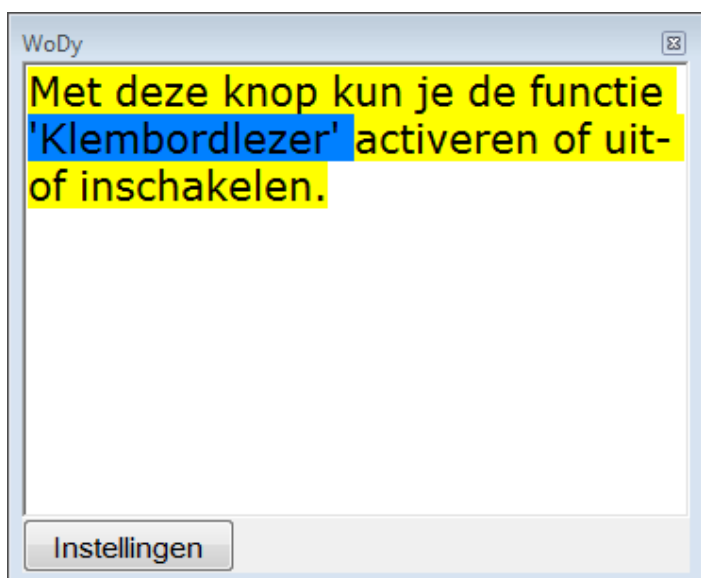 WoDy
Met deze knop kun je de functie
'Klembordlezer' activeren of uit-
of inschakelen.
Instellingen